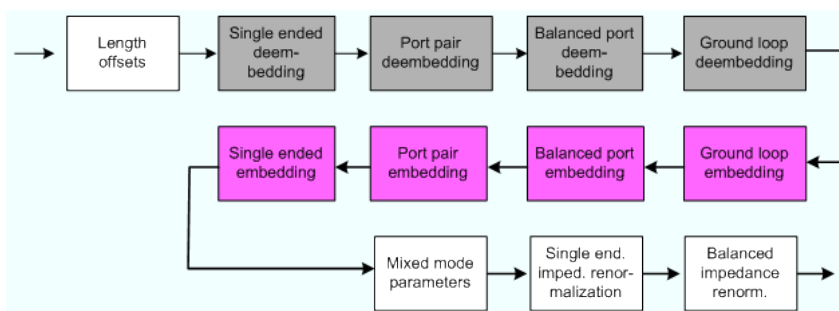 Length
offsets
Single ended
deem-
bedding
Port pair
deembedding
Balanced port
deem-
bedding
Ground loop
deembedding
Single ended
embedding
Port pair
embedding
Balanced port
embedding
Ground loop
embedding
Mixed mode
parameters
Single end.
imped. renor-
malization
Balanced
impedance
renorm.